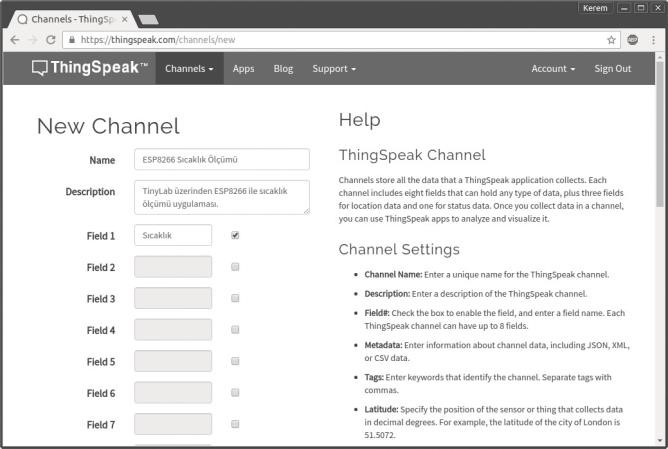 Kerem
Channels - ThingSp
https://thingspeak.com/channels/new
ABP
ThingSpeak™
Channels
Apps
Blog
Support
Account
Sign Out
New Channel
Name
ESP8266 Sıcaklık Ölçümü
Description
TinyLab üzerinden ESP8266 ile sıcaklık
ölçümü uygulaması.
Field 1
Sıcaklık
Field 2
Field 3
Field 4
Field 5
Field 6
Field 7
Help
ThingSpeak Channel
Channels store all the data that a ThingSpeak application collects. Each
channel includes eight fields that can hold any type of data, plus three fields
for location data and one for status data. Once you collect data in a channel,
you can use ThingSpeak apps to analyze and visualize it.
Channel Settings
• Channel Name: Enter a unique name for the ThingSpeak channel.
• Description: Enter a description of the ThingSpeak channel.
• Field#: Check the box to enable the field, and enter a field name. Each
ThingSpeak channel can have up to 8 fields.
• Metadata: Enter information about channel data, including JSON, XML,
or CSV data.
• Tags: Enter keywords that identify the channel. Separate tags with
commas.
• Latitude: Specify the position of the sensor or thing that collects data
in decimal degrees. For example, the latitude of the city of London is
51.5072.